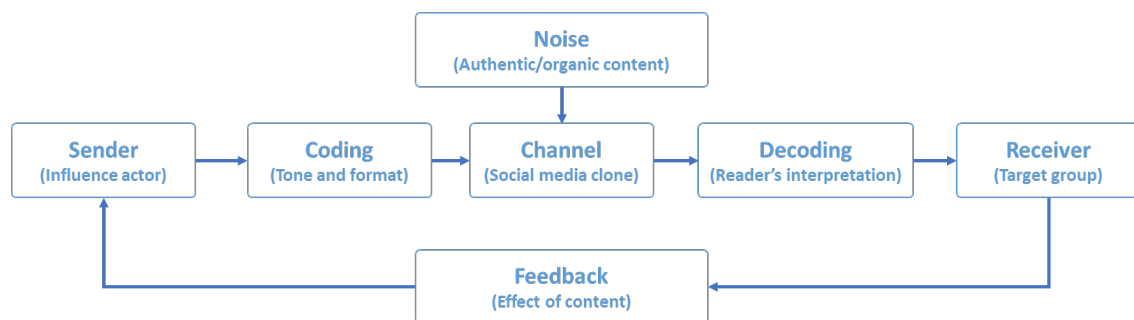 Noise
(Authentic/organic content)
Sender
(Influence actor)
Coding
(Tone and format)
Channel
(Social media clone)
Decoding
(Reader’s interpretation)
Receiver
(Target group)
Feedback
(Effect of content)